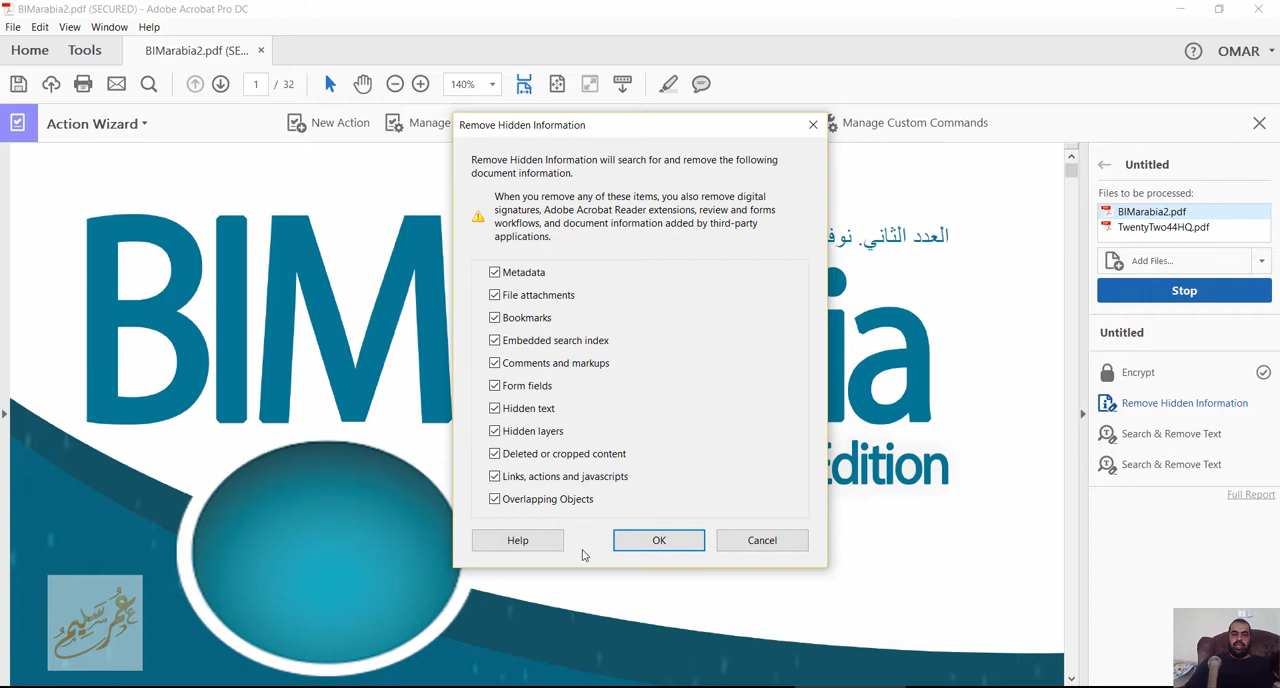 BIMarabia2.pdf (SECURED) - Adobe Acrobat Pro DC
File Edit View Window Help
Home Tools BIMarabia2.pdf (SE... × OMAR
1 / 32 140%
Action Wizard New Action Manage Manage Custom Commands
Remove Hidden Information
Remove Hidden Information will search for and remove the following
document information.
When you remove any of these items, you also remove digital
signatures, Adobe Acrobat Reader extensions, review and forms
workflows, and document information added by third-party
applications.
Metadata
File attachments
Bookmarks
Embedded search index
Comments and markups
Form fields
Hidden text
Hidden layers
Deleted or cropped content
Links, actions and javascripts
Overlapping Objects
Help OK Cancel
العدد الثاني. نوف
BIM ia
Edition
عمر سليم
Untitled
Files to be processed:
BIMarabia2.pdf
TwentyTwo44HQ.pdf
Add Files...
Stop
Untitled
Encrypt
Remove Hidden Information
Search & Remove Text
Search & Remove Text
Full Report